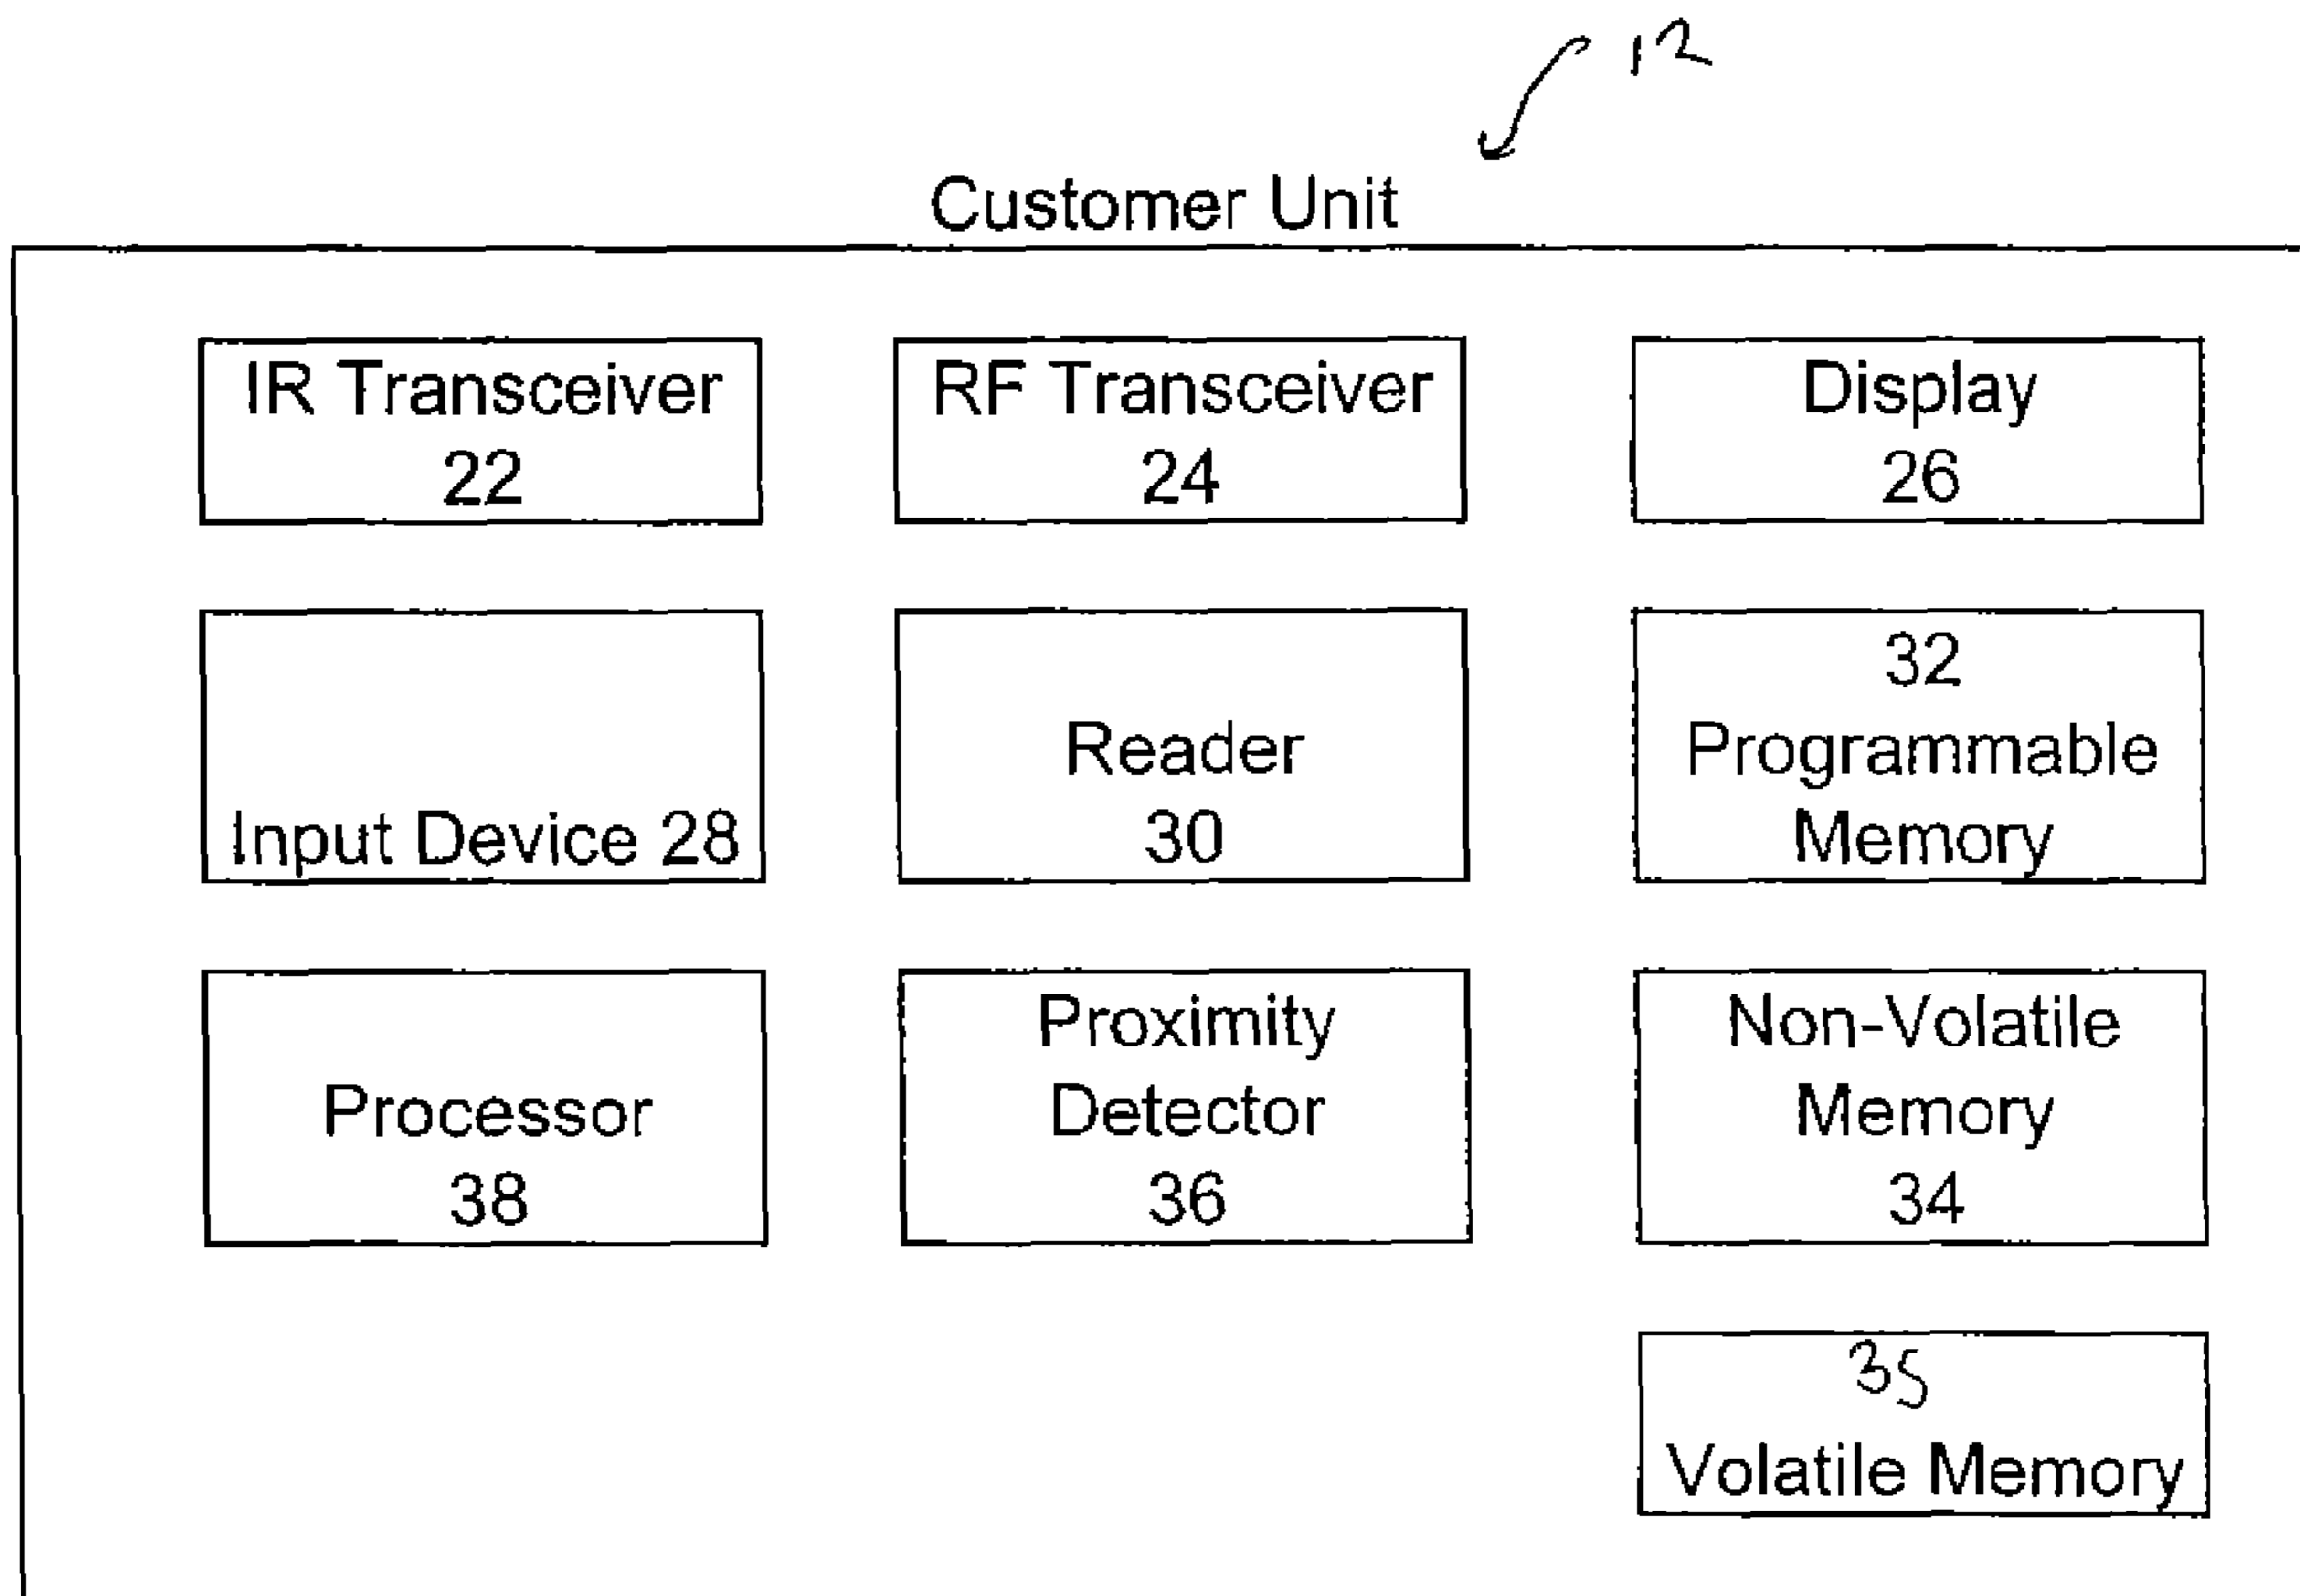 12
Customer Unit
IR Transceiver
22
RF Transceiver
24
Display
26
Input Device 28
Reader
30
32
Programmable
Memory
Processor
38
Proximity
Detector
36
Non-Volatile
Memory
34
35
Volatile Memory